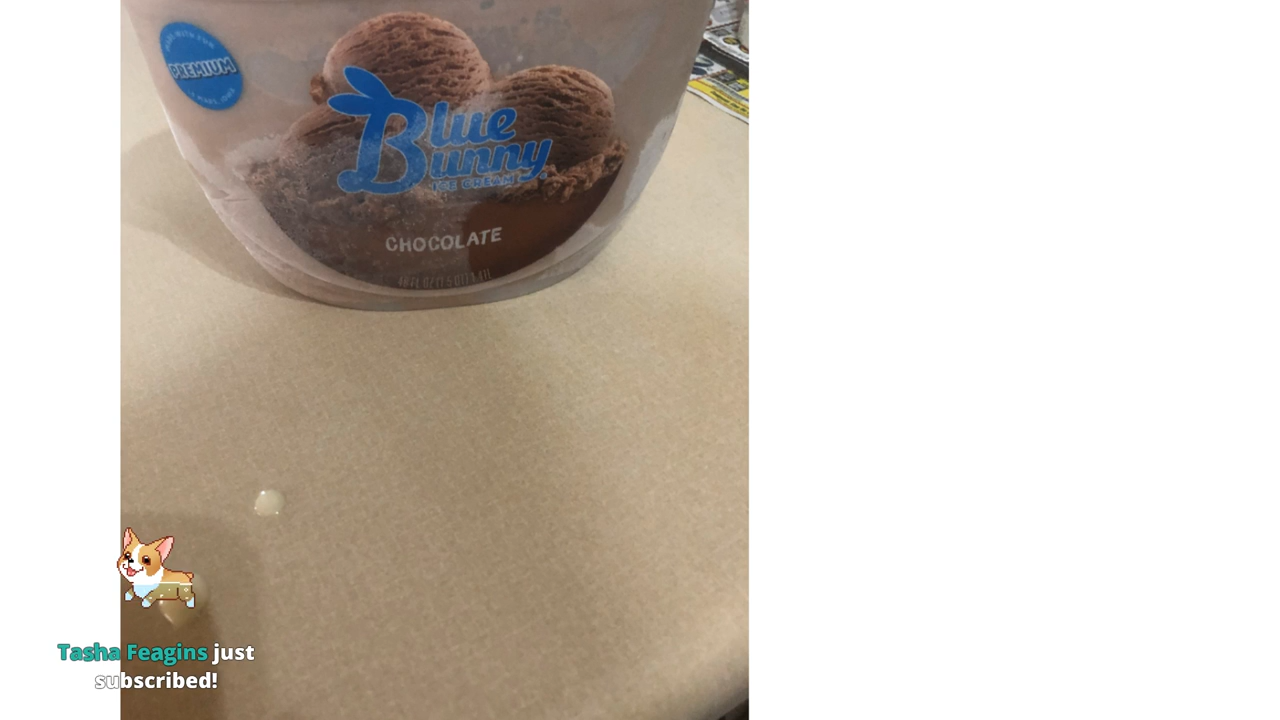 PREMIUM
Blue
Bunny
ICE CREAM
CHOCOLATE
Tasha Feagins just
subscribed!